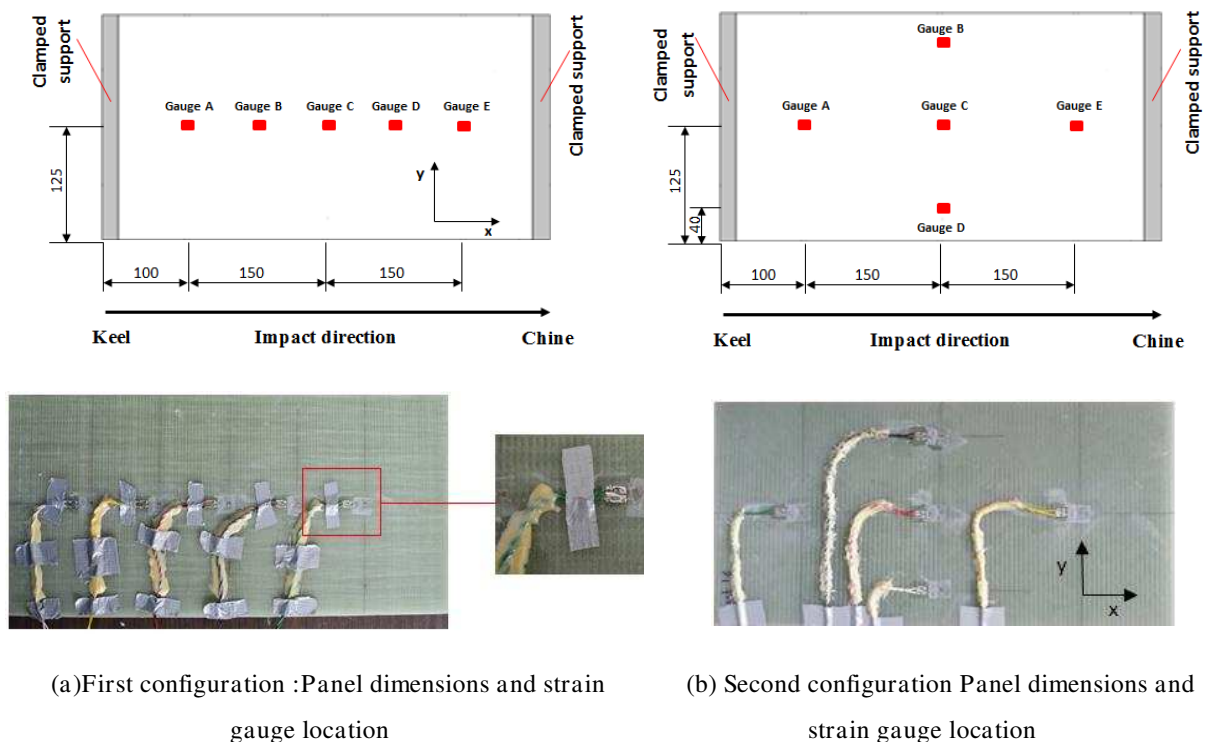 Clamped
support
Gauge A
Gauge B
Gauge C
Gauge D
Gauge E
Clamped support
125
y
x
100
150
150
Keel
Impact direction
Chine
Clamped
support
Gauge B
Gauge A
Gauge C
Gauge E
Gauge D
Clamped support
125
40
100
150
150
Keel
Impact direction
Chine
y
x
(a)First configuration :Panel dimensions and strain
gauge location
(b) Second configuration Panel dimensions and
strain gauge location